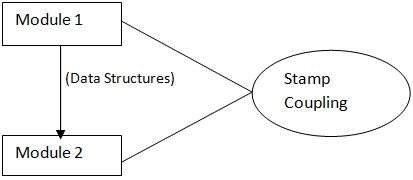 Module 1
(Data Structures)
Stamp
Coupling
Module 2